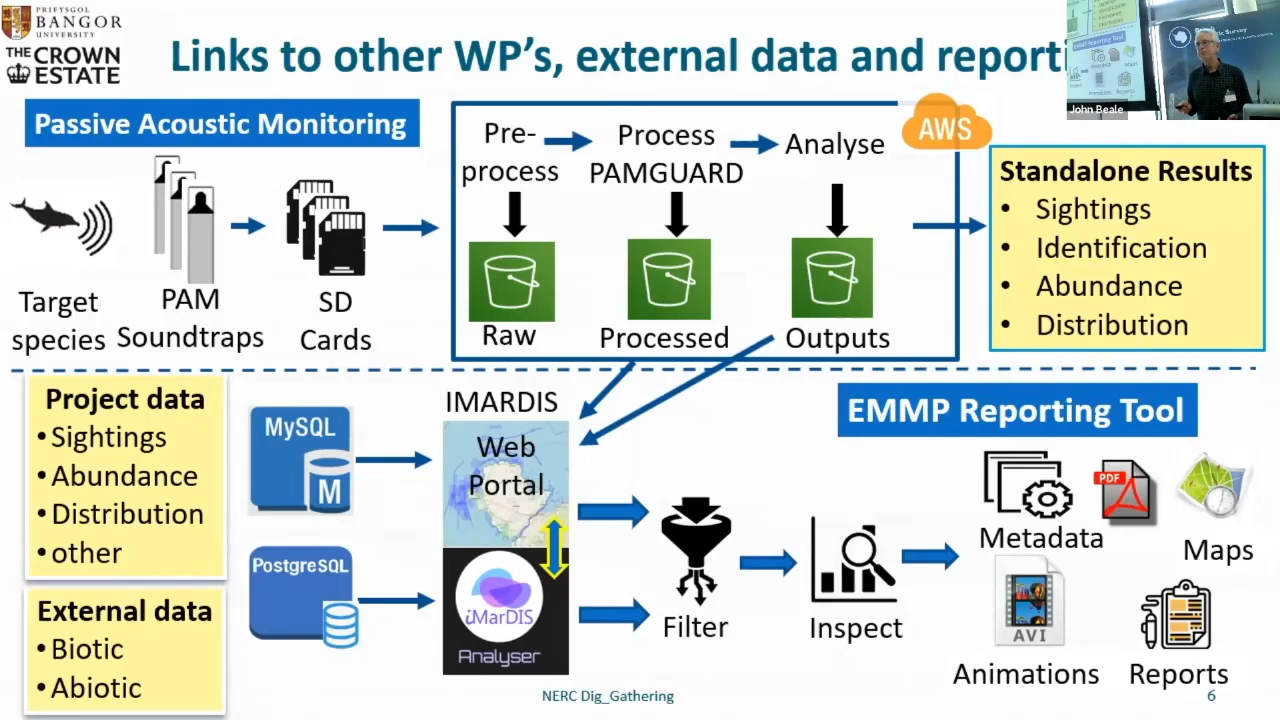 PRIFYSGOL
BANGOR
UNIVERSITY
THE CROWN
ESTATE
Links to other WP's, external data and report
EMMP Reporting Tool
John Beale
Passive Acoustic Monitoring
Pre-
process
Process
PAMGUARD
Analyse
AWS
Raw
Processed
Outputs
Target
species
PAM
Soundtraps
SD
Cards
Standalone Results
• Sightings
• Identification
• Abundance
• Distribution
Project data
• Sightings
• Abundance
• Distribution
• other
External data
• Biotic
• Abiotic
MySQL
M
PostgreSQL
IMARDIS
Web
Portal
iMarDIS
Analyser
Filter
Inspect
EMMP Reporting Tool
Metadata
PDF
Maps
AVI
Animations
Reports
NERC Dig_Gathering
6